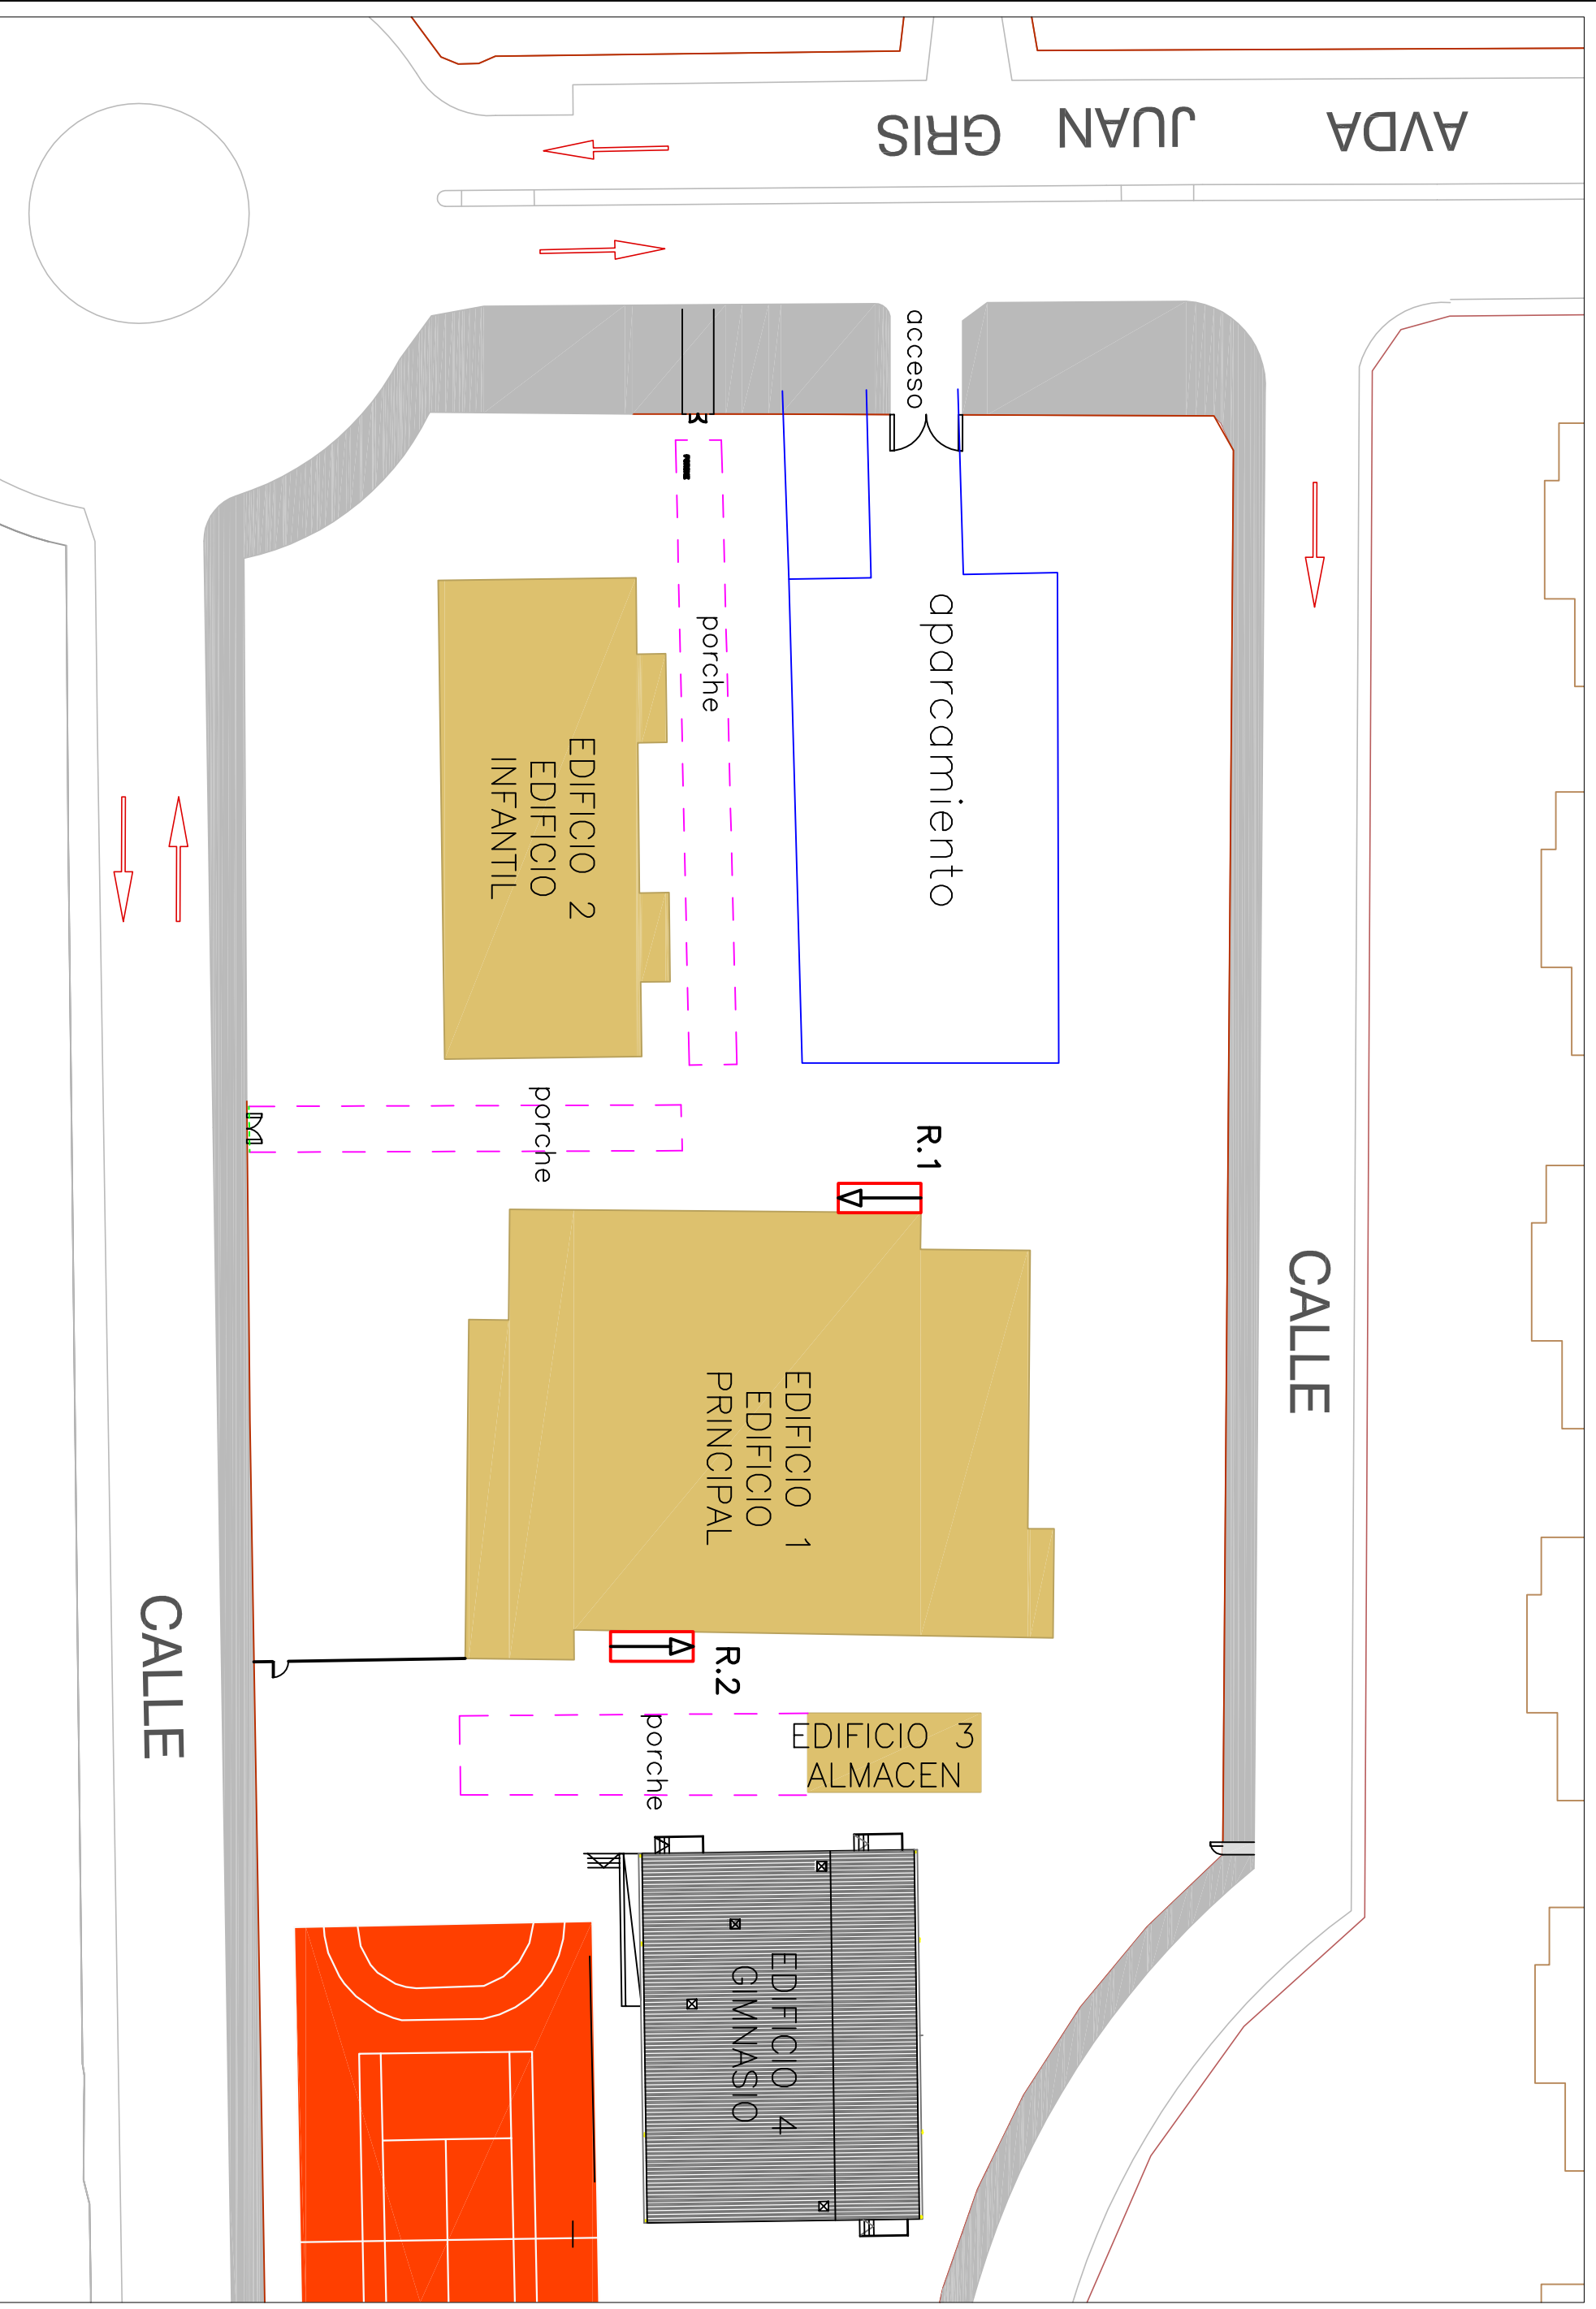 AVDA JUAN GRIS
acceso
aparcamiento
porche
EDIFICIO 2
EDIFICIO
INFANTIL
porche
R.1
CALLE
EDIFICIO 1
EDIFICIO
PRINCIPAL
CALLE
R.2
porche
EDIFICIO 3
ALMACEN
EDIFICIO 4
GIMNASIO